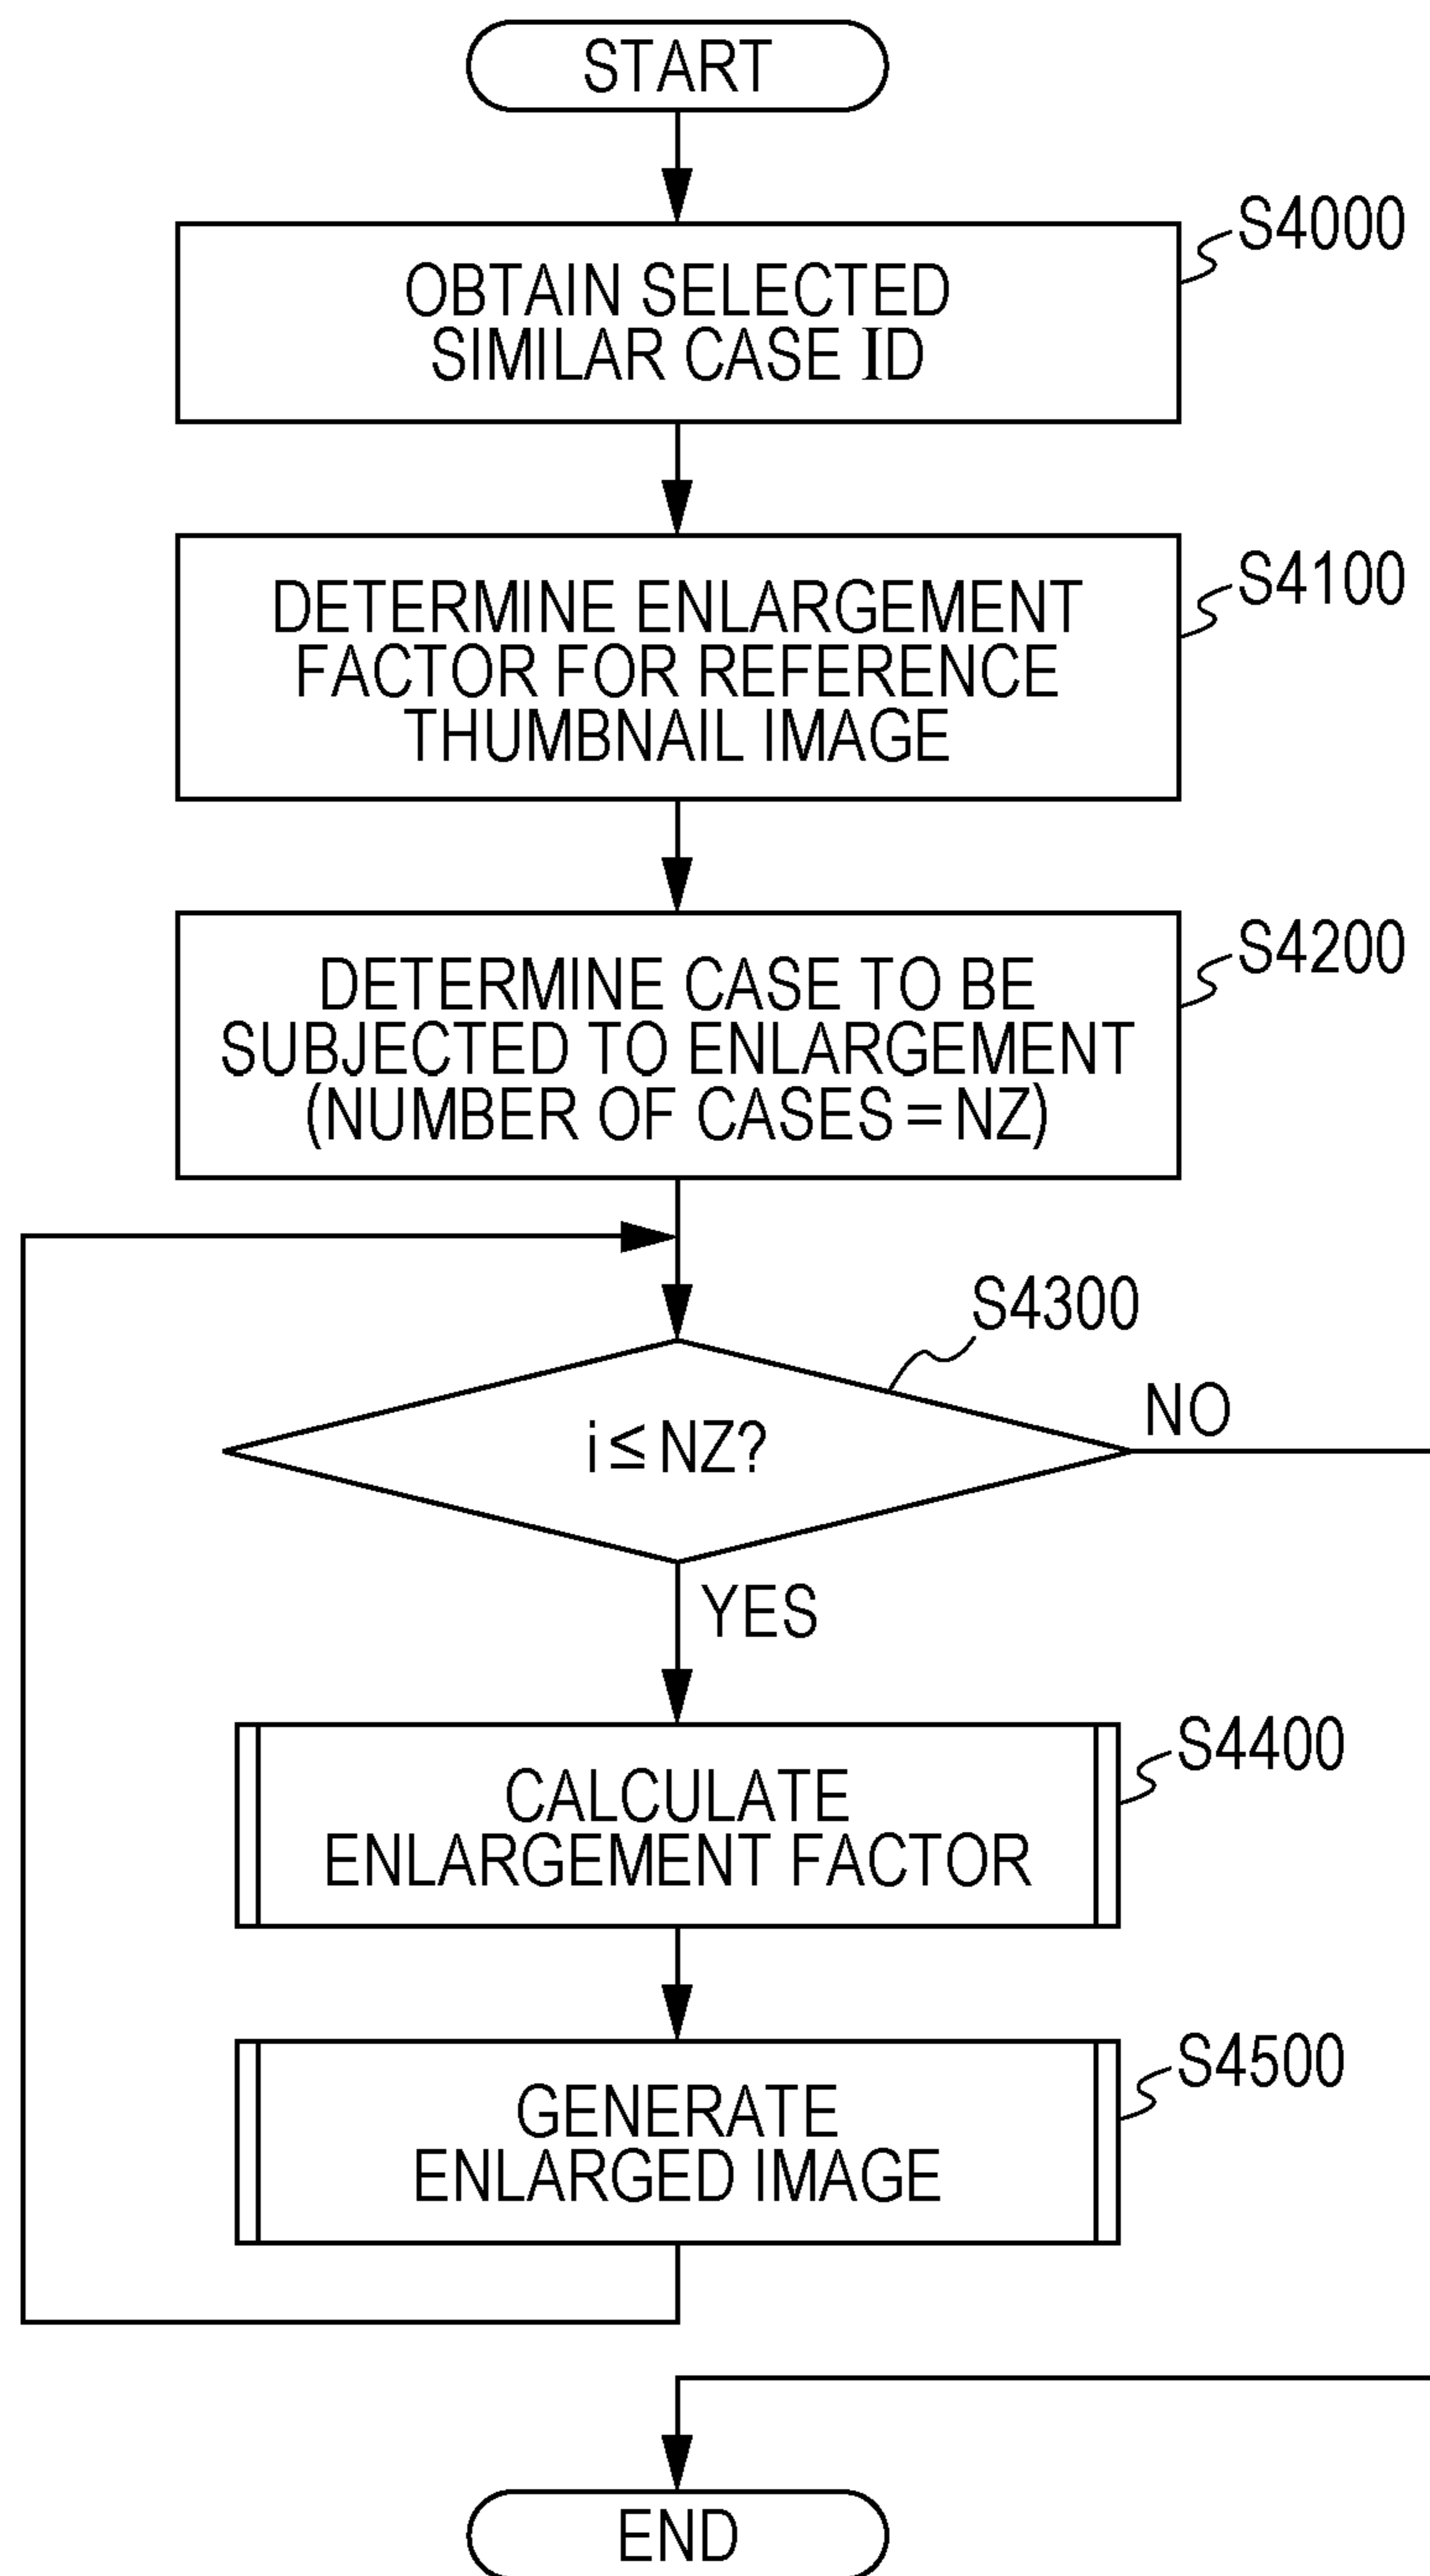 START
S4000
OBTAIN SELECTED
SIMILAR CASE ID
S4100
DETERMINE ENLARGEMENT
FACTOR FOR REFERENCE
THUMBNAIL IMAGE
S4200
DETERMINE CASE TO BE
SUBJECTED TO ENLARGEMENT
(NUMBER OF CASES = NZ)
S4300
i ≤ NZ?
NO
YES
S4400
CALCULATE
ENLARGEMENT FACTOR
S4500
GENERATE
ENLARGED IMAGE
END